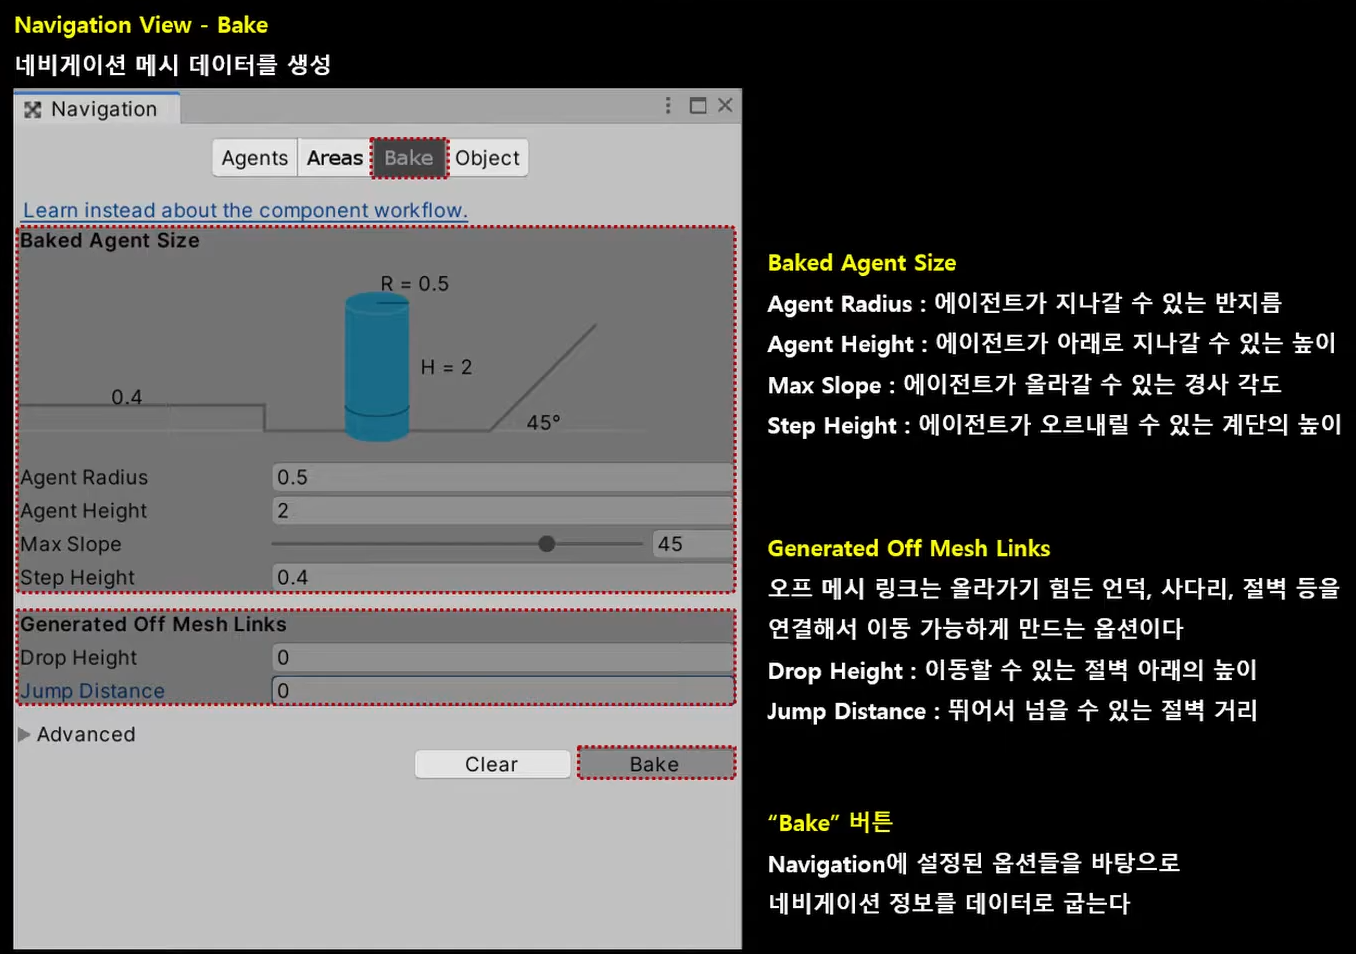 Navigation View - Bake
네비게이션 메시 데이터를 생성
Navigation
Agents
Areas
Bake
Object
Learn instead about the component workflow.
Baked Agent Size
R = 0.5
H = 2
0.4
45°
Agent Radius 0.5
Agent Height 2
Max Slope 45
Step Height 0.4
Generated Off Mesh Links
Drop Height 0
Jump Distance 0
Advanced
Clear
Bake
Baked Agent Size
Agent Radius : 에이전트가 지나갈 수 있는 반지름
Agent Height : 에이전트가 아래로 지나갈 수 있는 높이
Max Slope : 에이전트가 올라갈 수 있는 경사 각도
Step Height : 에이전트가 오르내릴 수 있는 계단의 높이
Generated Off Mesh Links
오프 메시 링크는 올라가기 힘든 언덕, 사다리, 절벽 등을
연결해서 이동 가능하게 만드는 옵션이다
Drop Height : 이동할 수 있는 절벽 아래의 높이
Jump Distance : 뛰어서 넘을 수 있는 절벽 거리
“Bake” 버튼
Navigation에 설정된 옵션들을 바탕으로
네비게이션 정보를 데이터로 굽는다